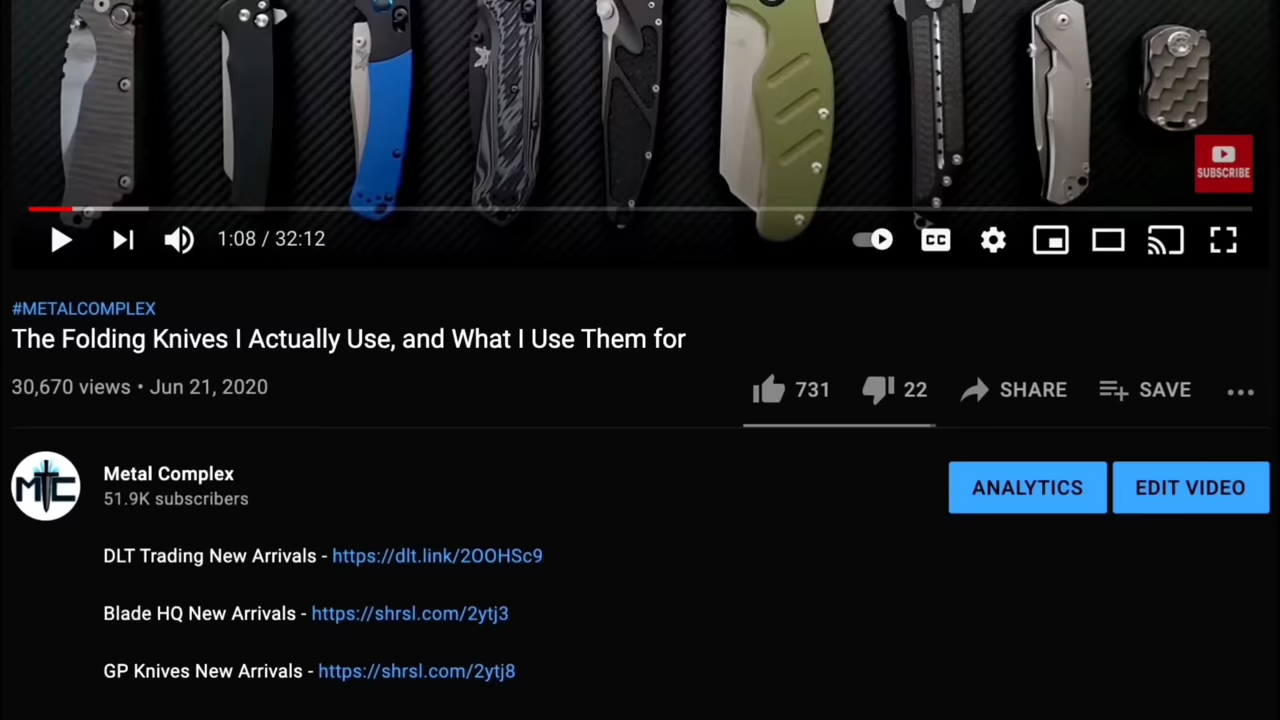 SUBSCRIBE
1:08 / 32:12
CC
#METALCOMPLEX
The Folding Knives I Actually Use, and What I Use Them for
30,670 views • Jun 21, 2020
731
22
SHARE
SAVE
MTC
Metal Complex
51.9K subscribers
ANALYTICS
EDIT VIDEO
DLT Trading New Arrivals - https://dlt.link/2OOHSc9
Blade HQ New Arrivals - https://shrsl.com/2ytj3
GP Knives New Arrivals - https://shrsl.com/2ytj8